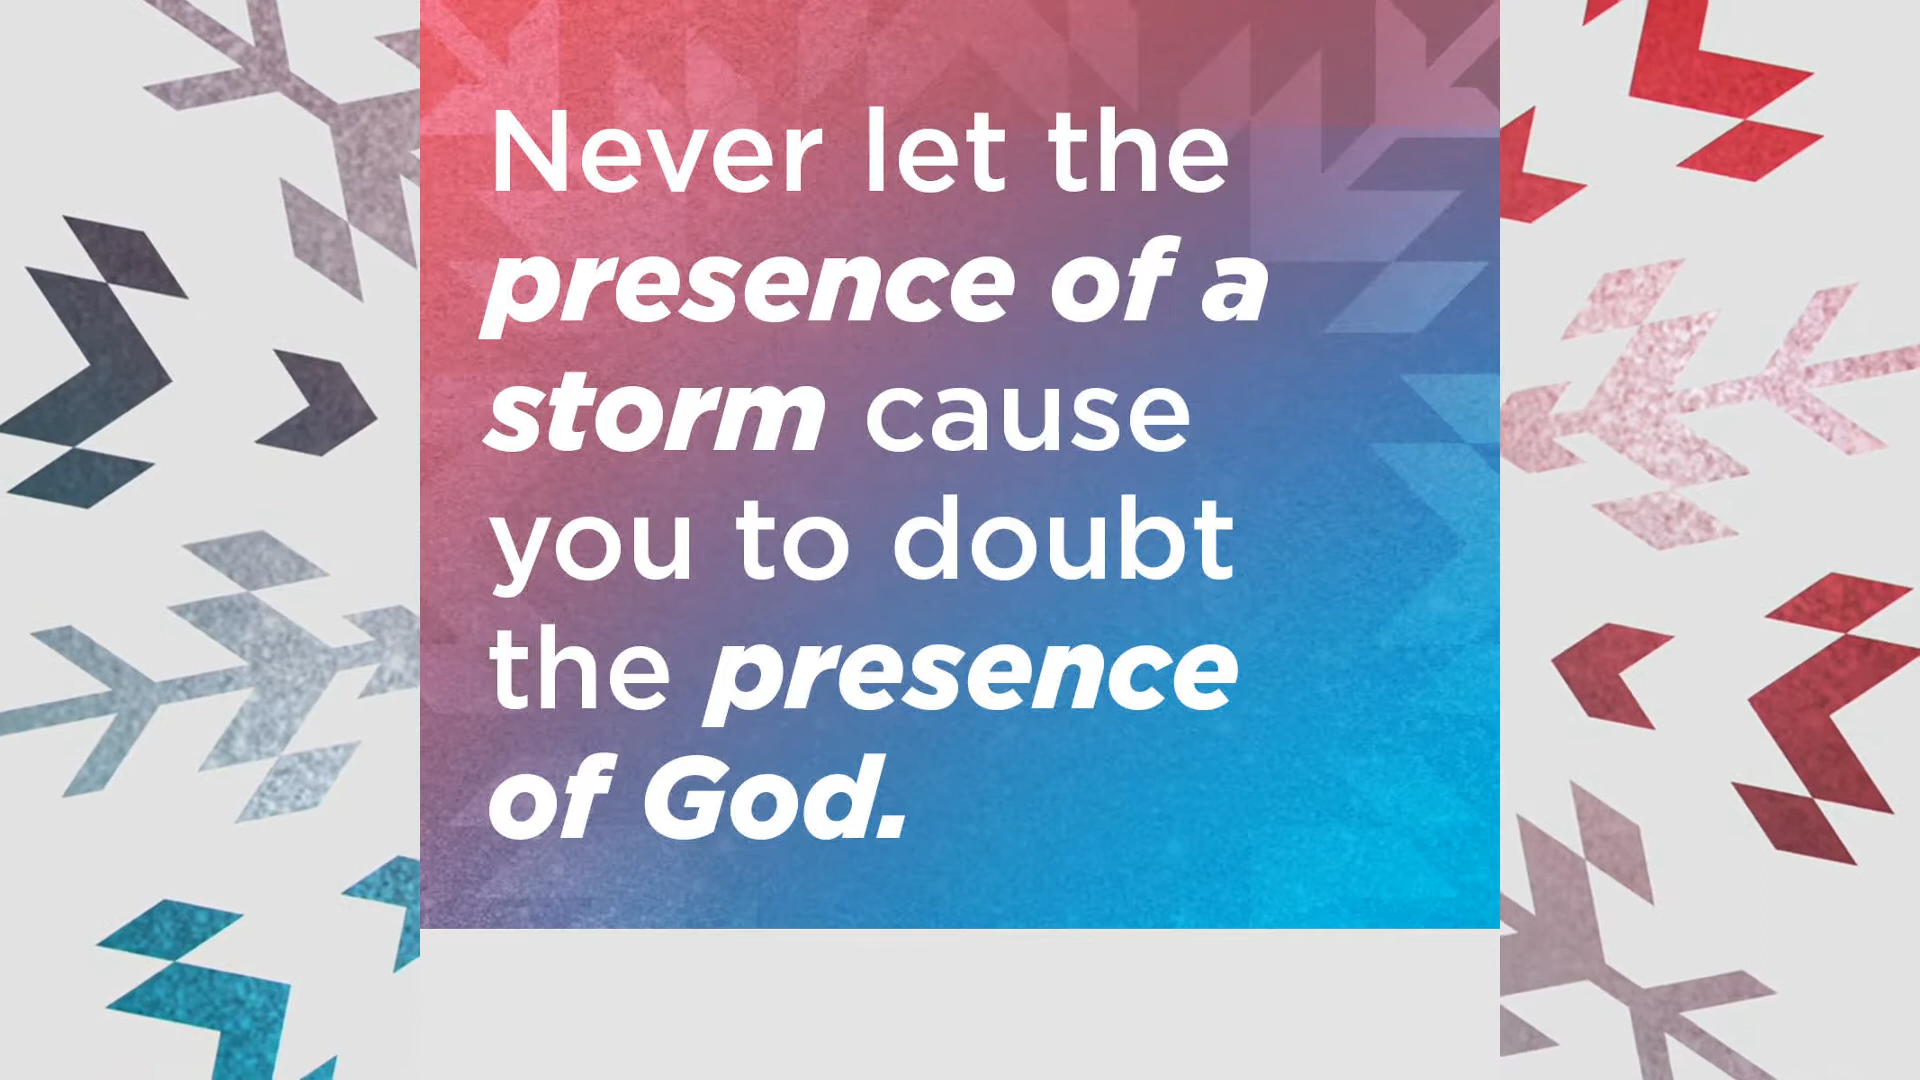 Never let the
presence of a
storm cause
you to doubt
the presence
of God.